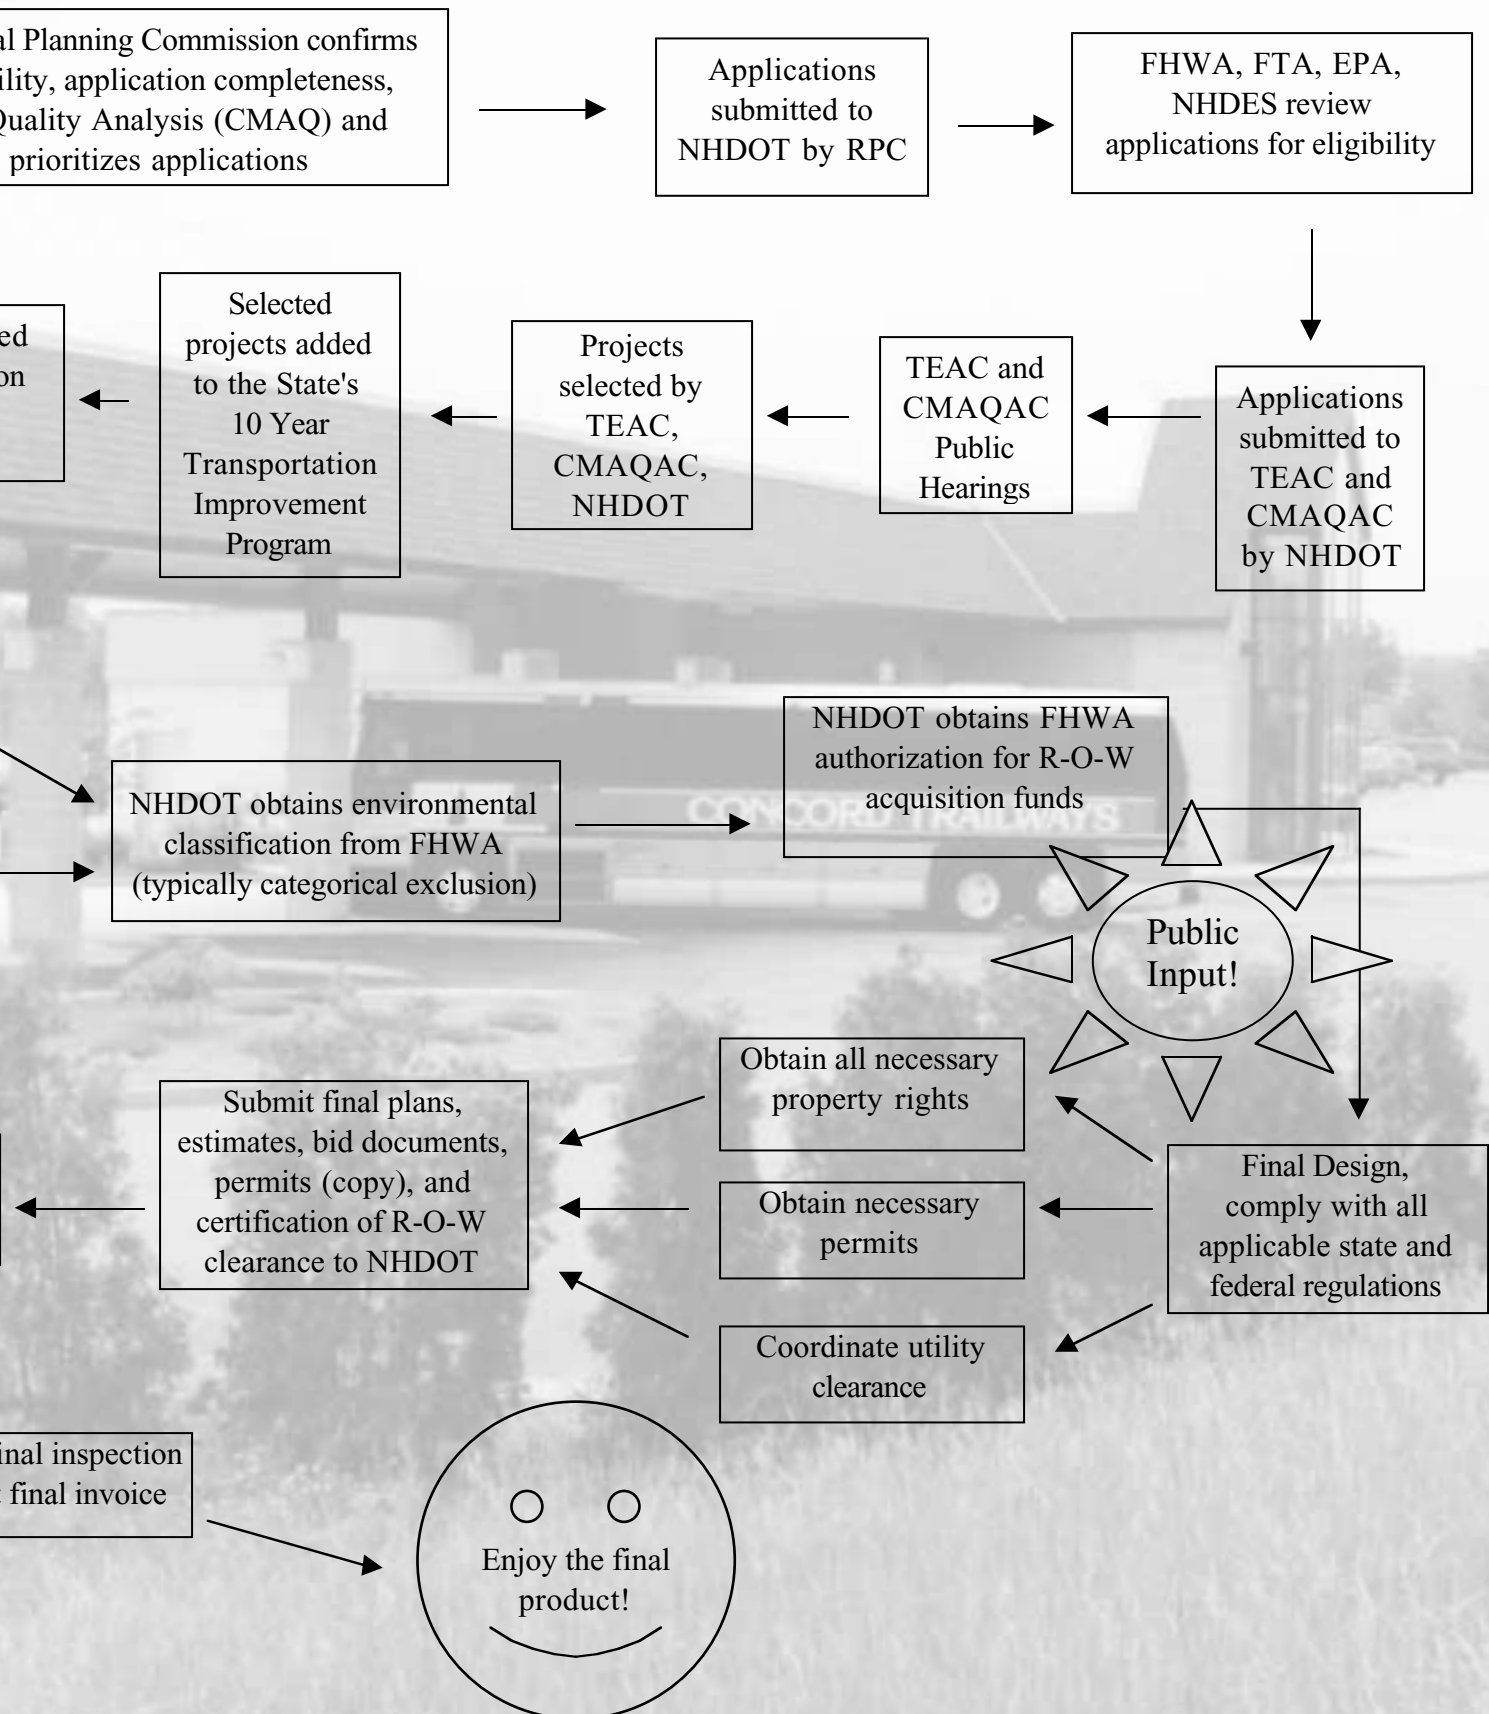 al Planning Commission confirms
ility, application completeness,
Quality Analysis (CMAQ) and
prioritizes applications
Applications
submitted to
NHDOT by RPC
FHWA, FTA, EPA,
NHDES review
applications for eligibility
ed
on
Selected
projects added
to the State's
10 Year
Transportation
Improvement
Program
Projects
selected by
TEAC,
CMAQAC,
NHDOT
TEAC and
CMAQAC
Public
Hearings
Applications
submitted to
TEAC and
CMAQAC
by NHDOT
NHDOT obtains environmental
classification from FHWA
(typically categorical exclusion)
NHDOT obtains FHWA
authorization for R-O-W
acquisition funds
CONCORD TRAILWAYS
Public
Input!
Submit final plans,
estimates, bid documents,
permits (copy), and
certification of R-O-W
clearance to NHDOT
Obtain all necessary
property rights
Obtain necessary
permits
Coordinate utility
clearance
Final Design,
comply with all
applicable state and
federal regulations
inal inspection
t final invoice
Enjoy the final
product!